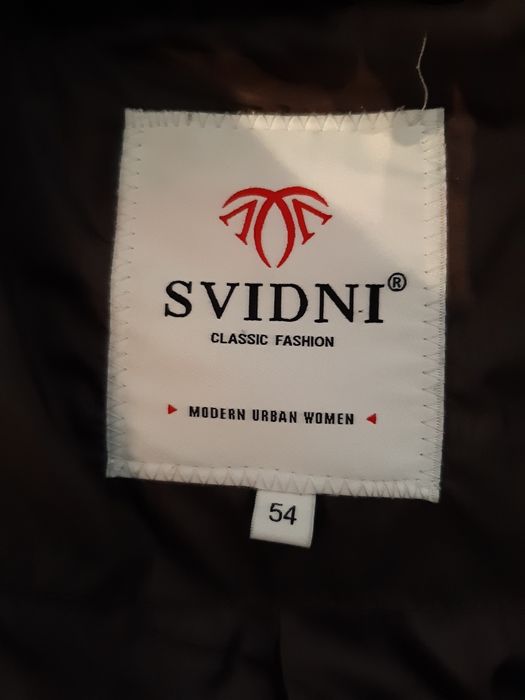 SVIDNI®
CLASSIC FASHION
MODERN URBAN WOMEN
54